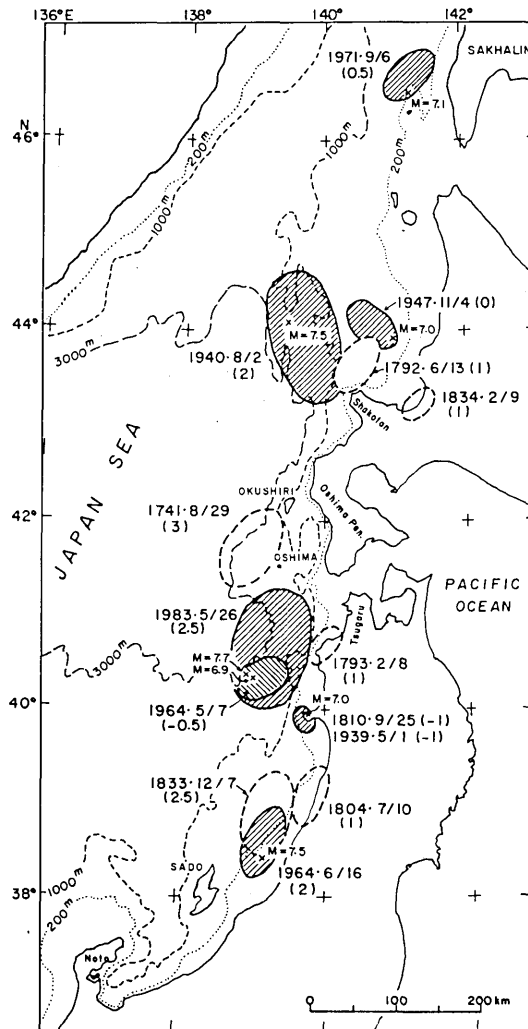 136°E
138°
140°
142°
1971·9/6
(0.5)
SAKHALIN
M=7.1
N
46°
1000m
200m
1000m
200m
1947·11/4 (0)
44°
M=7.5
M=7.0
3000m
1940·8/2
(2)
1792·6/13 (1)
1834·2/9
(1)
Shakotan
JAPAN SEA
OKUSHIRI
1741·8/29
(3)
42°
OSHIMA
Oshima Pen.
PACIFIC
OCEAN
1983·5/26
(2.5)
Tsugaru
M=7.7
M=6.9
3000m
1793·2/8
(1)
40°
1964·5/7
(-0.5)
M=7.0
1810·9/25 (-1)
1939·5/1 (-1)
1833·12/7
(2.5)
1804·7/10
(1)
M=7.5
1964·6/16
(2)
SADO
38°
1000m
200m
Noto
0 100 200 km
136°
138°
140°
142°